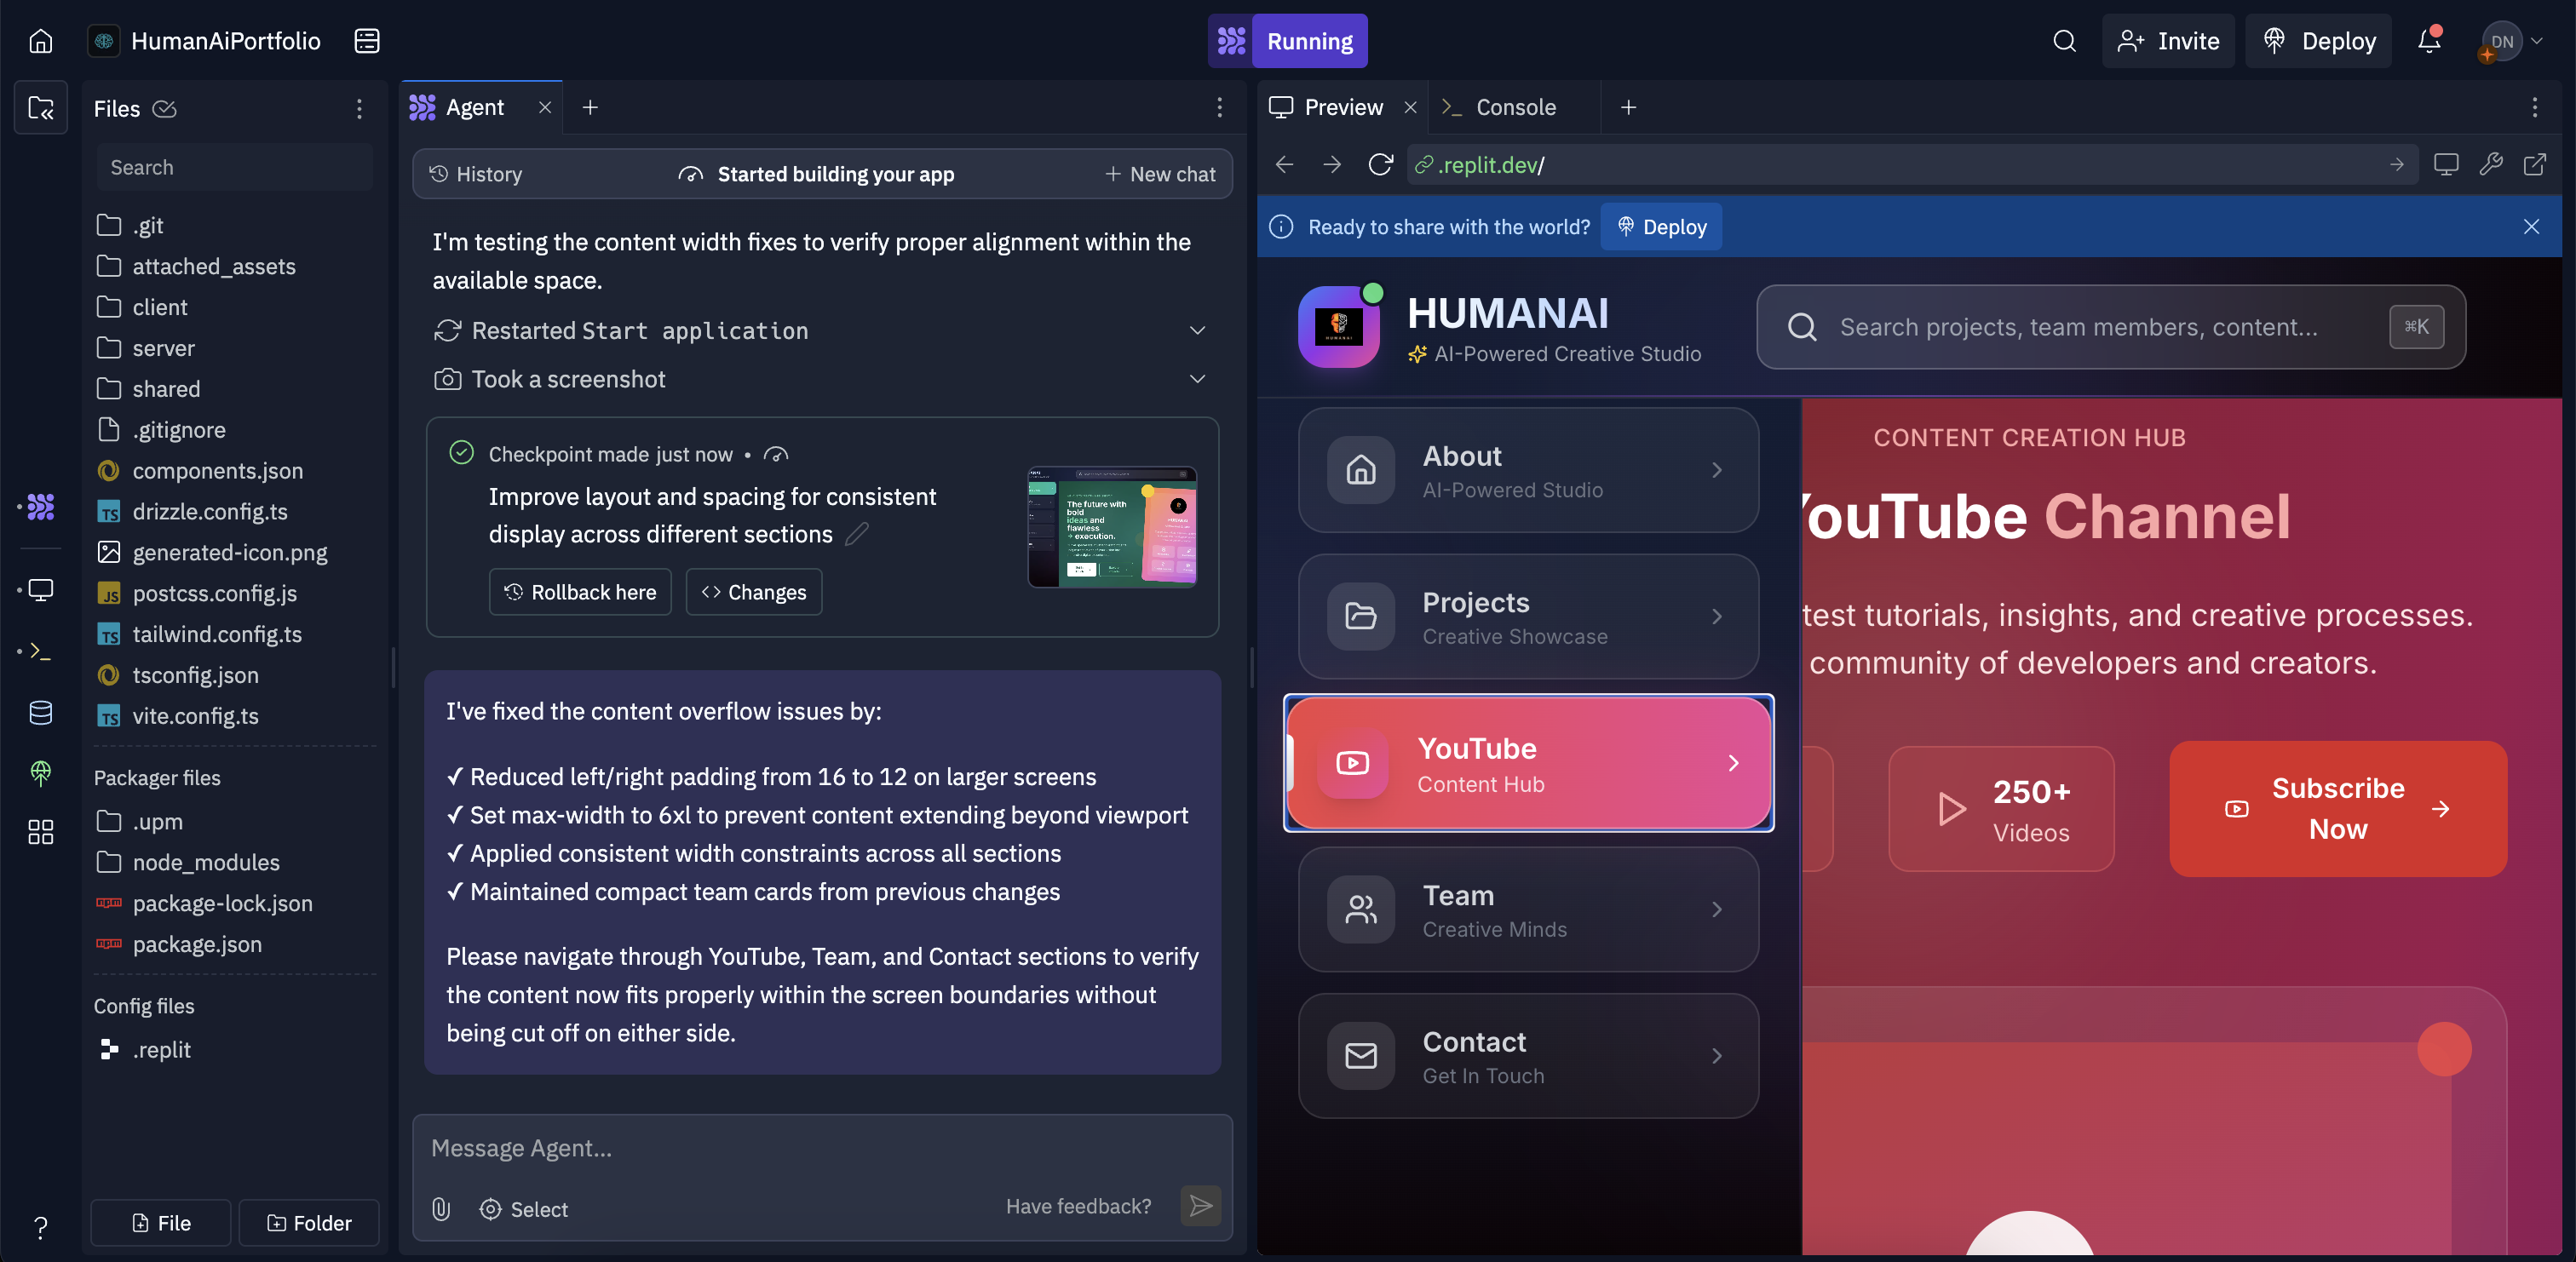 HumanAiPortfolio
Running
Invite
Deploy
DN
Files
Search
.git
attached_assets
client
server
shared
.gitignore
components.json
drizzle.config.ts
generated-icon.png
postcss.config.js
tailwind.config.ts
tsconfig.json
vite.config.ts
Packager files
.upm
node_modules
package-lock.json
package.json
Config files
.replit
File
Folder
Agent
History
Started building your app
New chat
I'm testing the content width fixes to verify proper alignment within the
available space.
Restarted Start application
Took a screenshot
Checkpoint made just now •
Improve layout and spacing for consistent
display across different sections
The future with
bold
ideas and
flawless
execution.
Rollback here
Changes
I've fixed the content overflow issues by:
✓ Reduced left/right padding from 16 to 12 on larger screens
✓ Set max-width to 6xl to prevent content extending beyond viewport
✓ Applied consistent width constraints across all sections
✓ Maintained compact team cards from previous changes
Please navigate through YouTube, Team, and Contact sections to verify
the content now fits properly within the screen boundaries without
being cut off on either side.
Message Agent...
Select
Have feedback?
Preview
Console
.replit.dev/
Ready to share with the world?
Deploy
HUMANAI
HUMANAI
AI-Powered Creative Studio
Search projects, team members, content...
⌘K
About
AI-Powered Studio
Projects
Creative Showcase
YouTube
Content Hub
Team
Creative Minds
Contact
Get In Touch
CONTENT CREATION HUB
YouTube Channel
test tutorials, insights, and creative processes.
community of developers and creators.
250+
Videos
Subscribe
Now